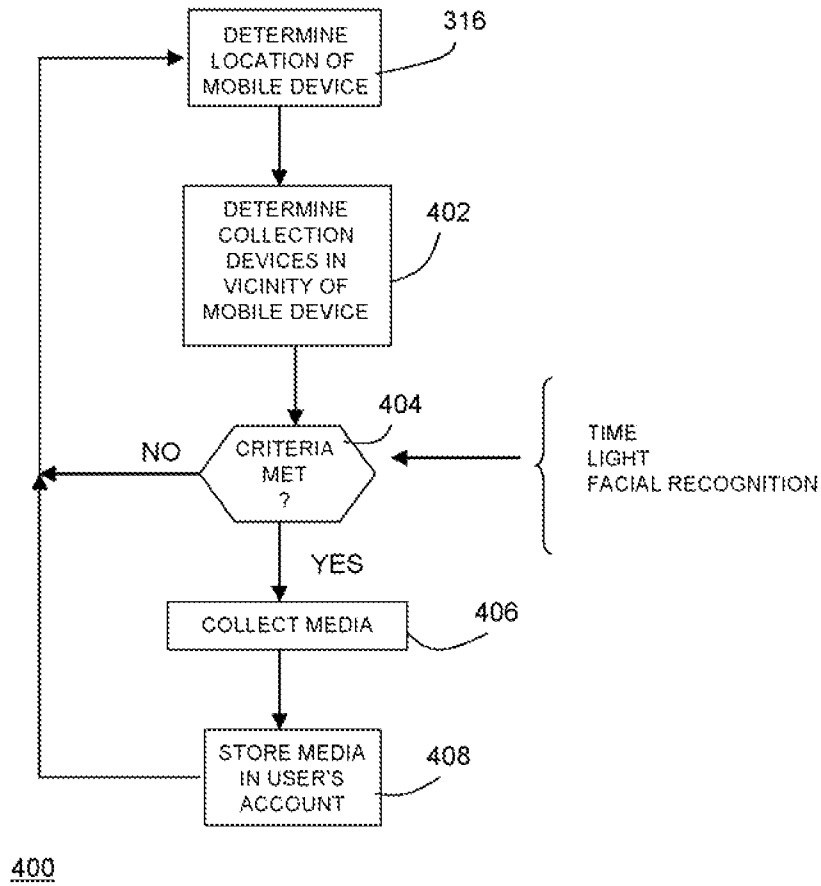 DETERMINE
LOCATION OF
MOBILE DEVICE
316
DETERMINE
COLLECTION
DEVICES IN
VICINITY OF
MOBILE DEVICE
402
CRITERIA
MET
?
404
NO
TIME
LIGHT
FACIAL RECOGNITION
YES
COLLECT MEDIA
406
STORE MEDIA
IN USER'S
ACCOUNT
408
400